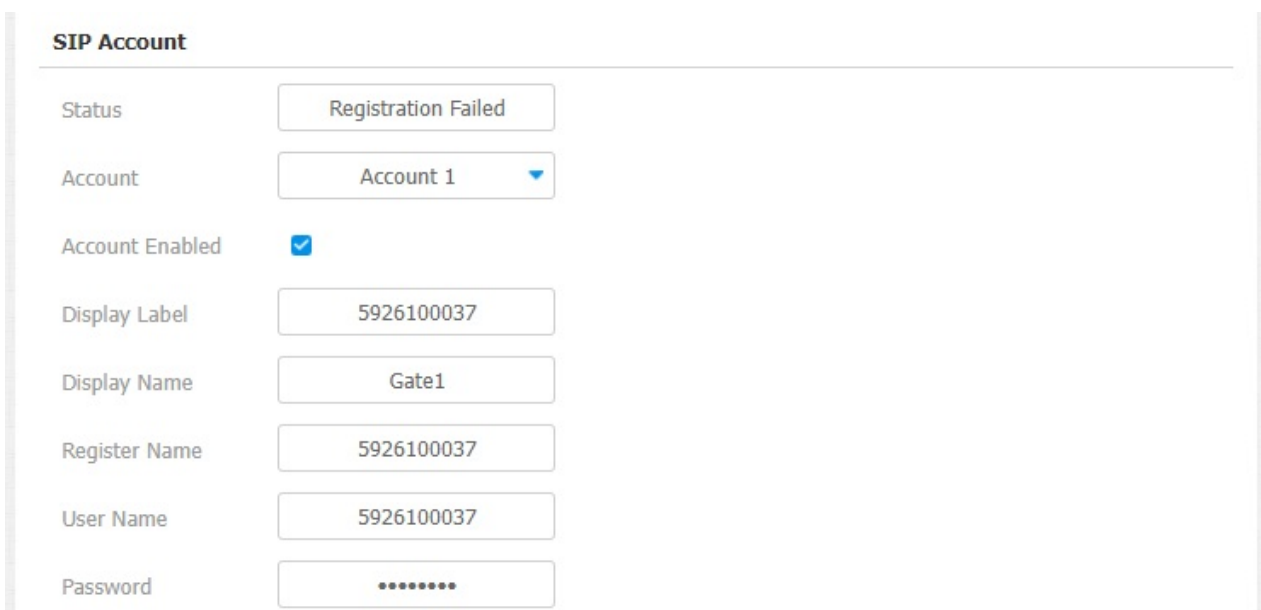 SIP Account
Status Registration Failed
Account Account 1
Account Enabled
Display Label 5926100037
Display Name Gate1
Register Name 5926100037
User Name 5926100037
Password ••••••••